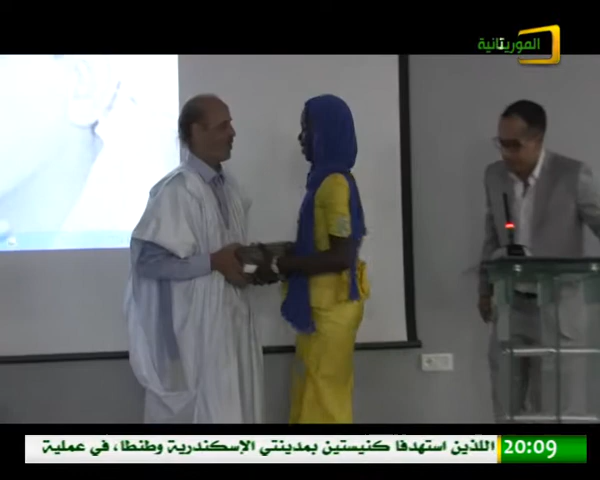 الموريتانية
اللذين استهدفا كنيستين بمدينتي الإسكندرية وطنطا، في عملية
20:09